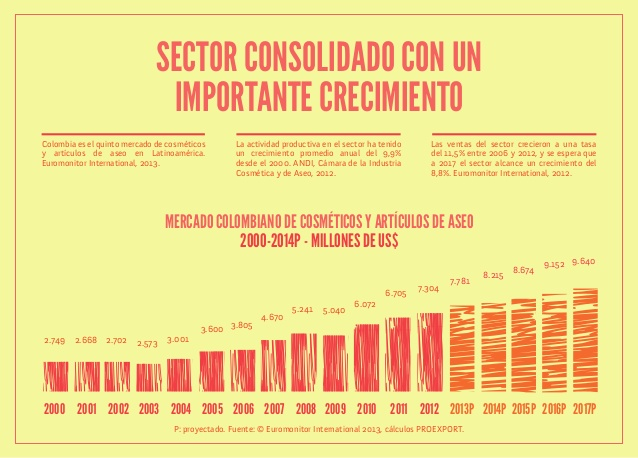 SECTOR CONSOLIDADO CON UN
IMPORTANTE CRECIMIENTO
Colombia es el quinto mercado de cosméticos
y artículos de aseo en Latinoamérica.
Euromonitor International, 2013.
La actividad productiva en el sector ha tenido
un crecimiento promedio anual del 9,9%
desde el 2000. ANDI, Cámara de la Industria
Cosmética y de Aseo, 2012.
Las ventas del sector crecieron a una tasa
del 11,5% entre 2006 y 2012, y se espera que
a 2017 el sector alcance un crecimiento del
8,8%. Euromonitor International, 2012.
MERCADO COLOMBIANO DE COSMÉTICOS Y ARTÍCULOS DE ASEO
2000-2014P - MILLONES DE US$
2.749 2.668 2.702 2.573 3.001 3.600 3.805 4.670 5.241 5.040 6.072 6.705 7.304 7.781 8.215 8.674 9.152 9.640
2000 2001 2002 2003 2004 2005 2006 2007 2008 2009 2010 2011 2012 2013P 2014P 2015P 2016P 2017P
P: proyectado. Fuente: © Euromonitor International 2013, cálculos PROEXPORT.